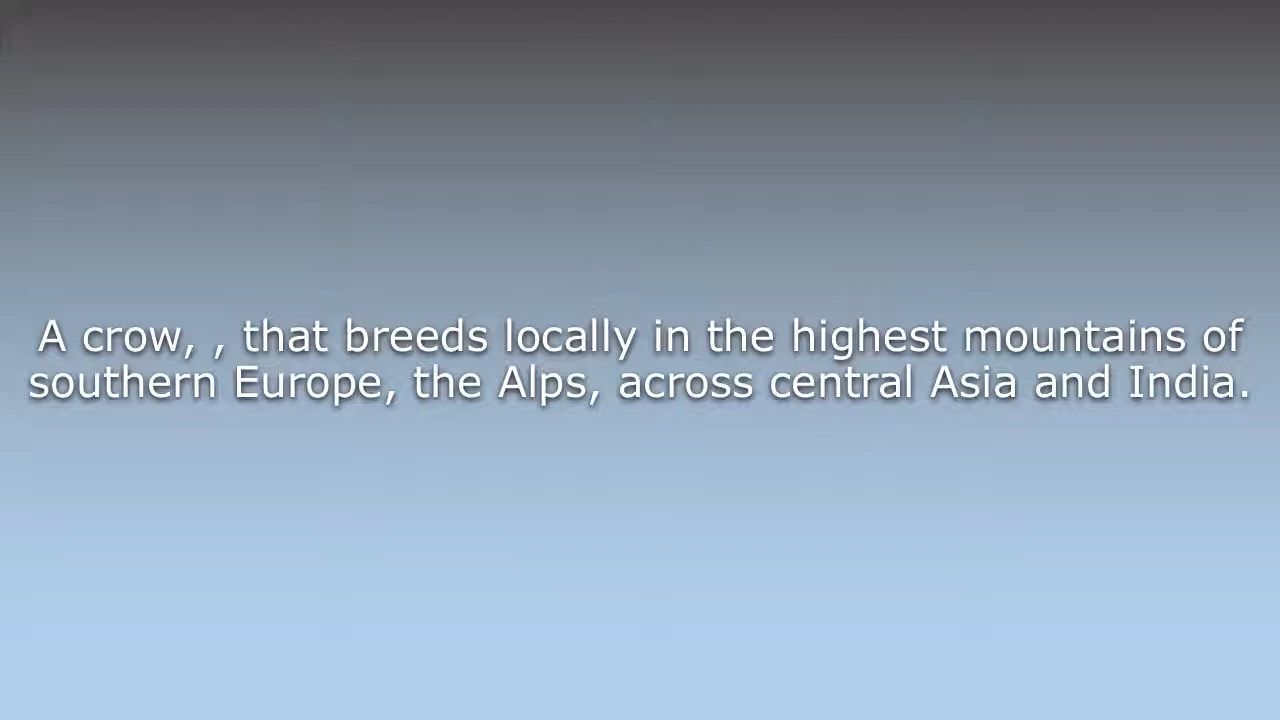 A crow, , that breeds locally in the highest mountains of
southern Europe, the Alps, across central Asia and India.